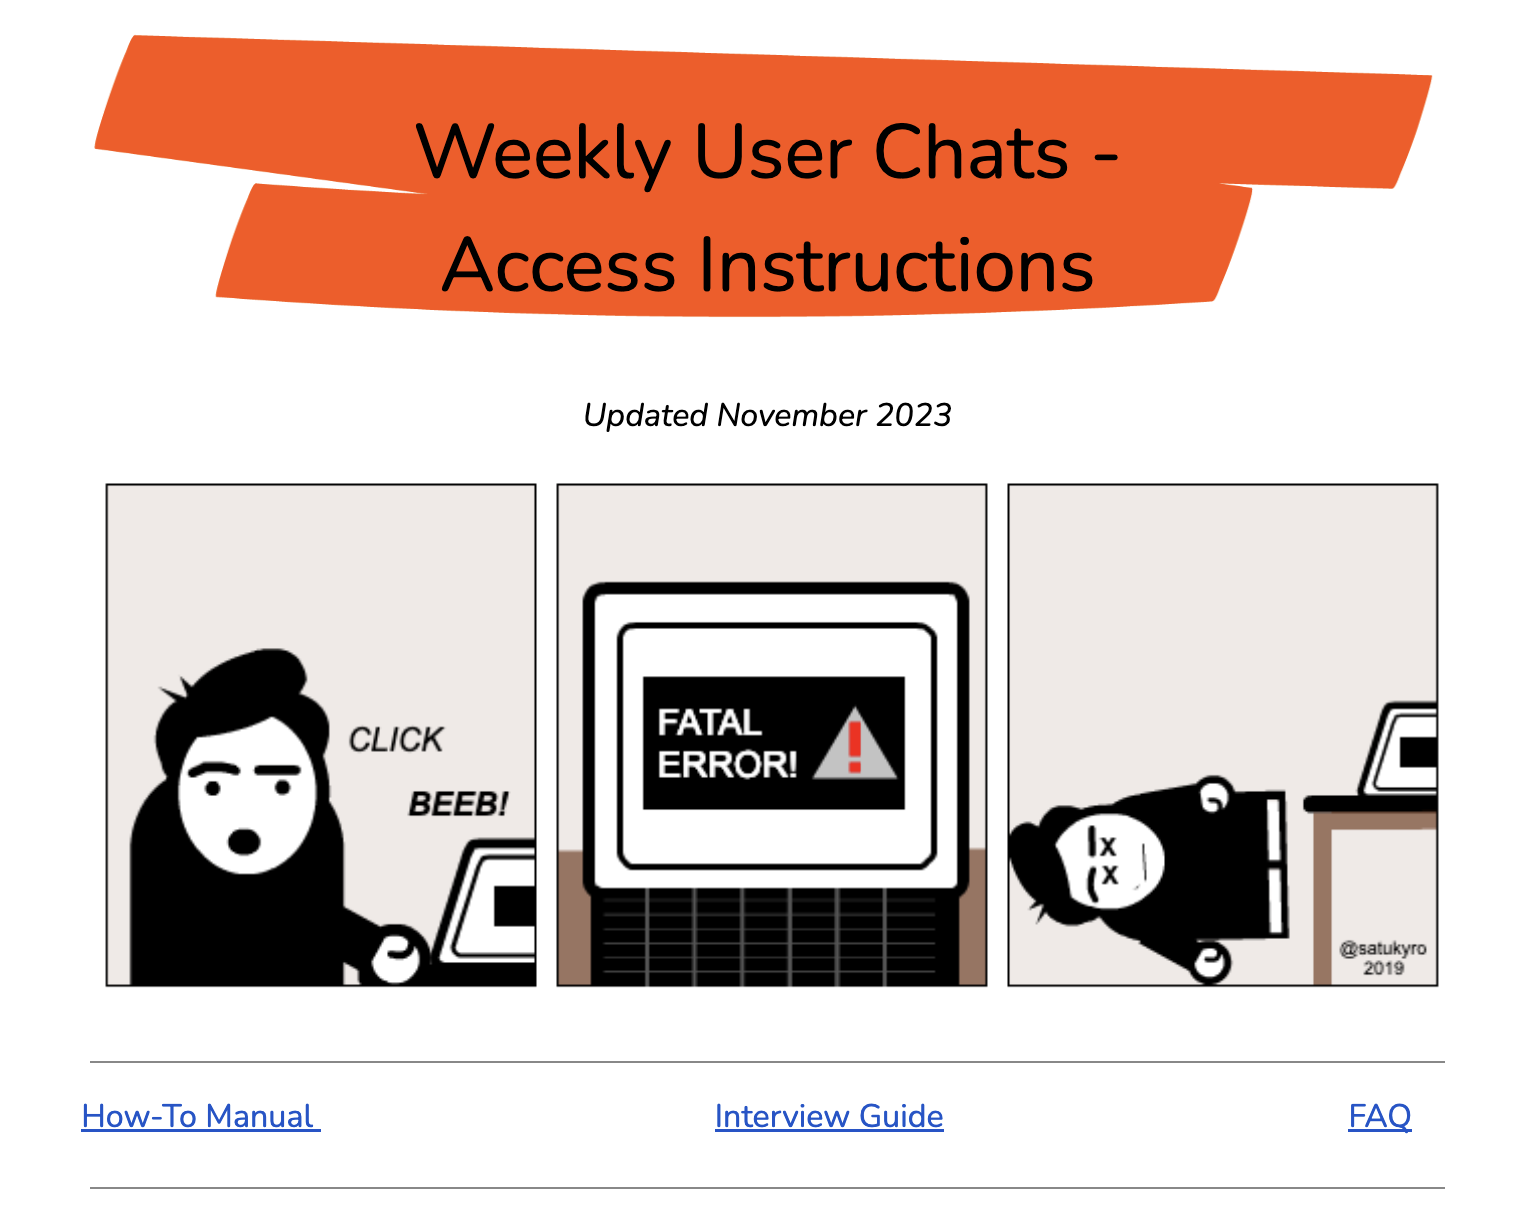 Weekly User Chats -
Access Instructions
Updated November 2023
CLICK
BEEB!
FATAL
ERROR!
@satukyro
2019
How-To Manual
Interview Guide
FAQ